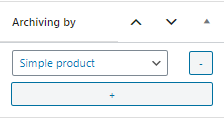 Archiving by
Simple product
-
+